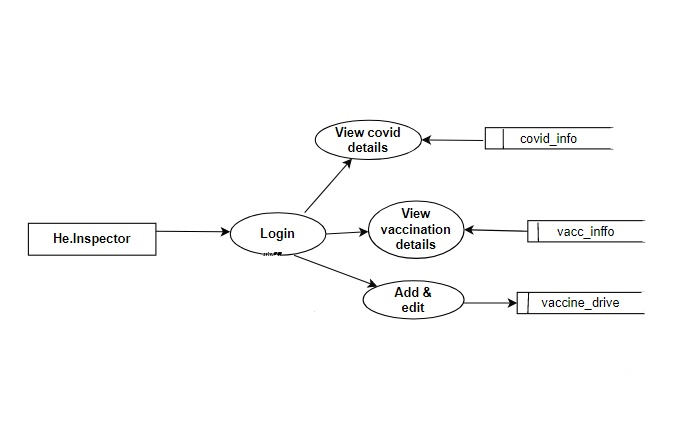 View covid
details
covid_info
He.Inspector
Login
View
vaccination
details
vacc_inffo
Add &
edit
vaccine_drive